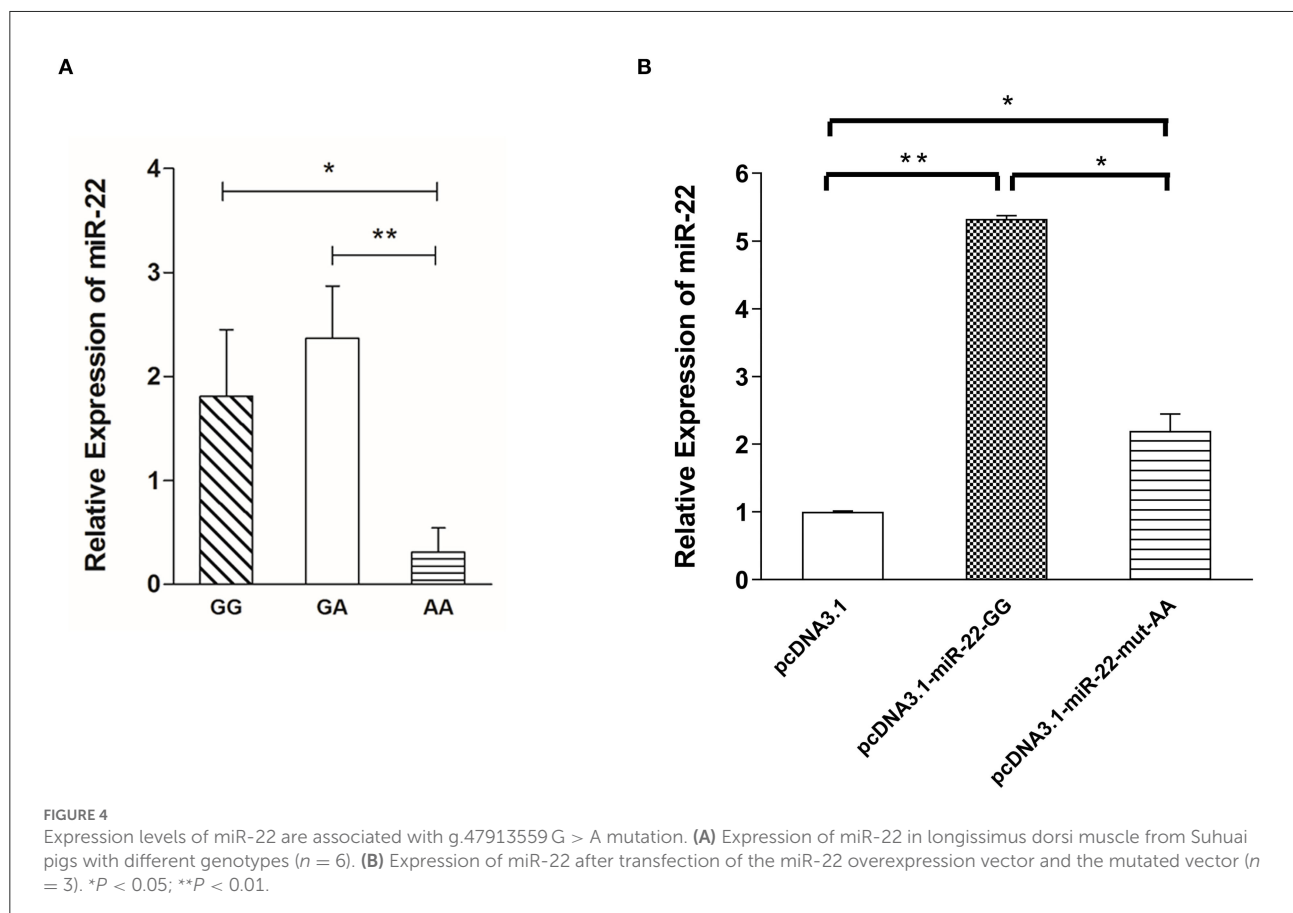 A
Relative Expression of miR-22
4
3
2
1
0
*
**
GG GA AA
B
Relative Expression of miR-22
6
5
4
3
2
1
0
*
** *
pcDNA3.1
pcDNA3.1-miR-22-GG
pcDNA3.1-miR-22-mut-AA
FIGURE 4
Expression levels of miR-22 are associated with g.47913559 G > A mutation. (A) Expression of miR-22 in longissimus dorsi muscle from Suhuai
pigs with different genotypes (n = 6). (B) Expression of miR-22 after transfection of the miR-22 overexpression vector and the mutated vector (n
= 3). *P < 0.05; **P < 0.01.